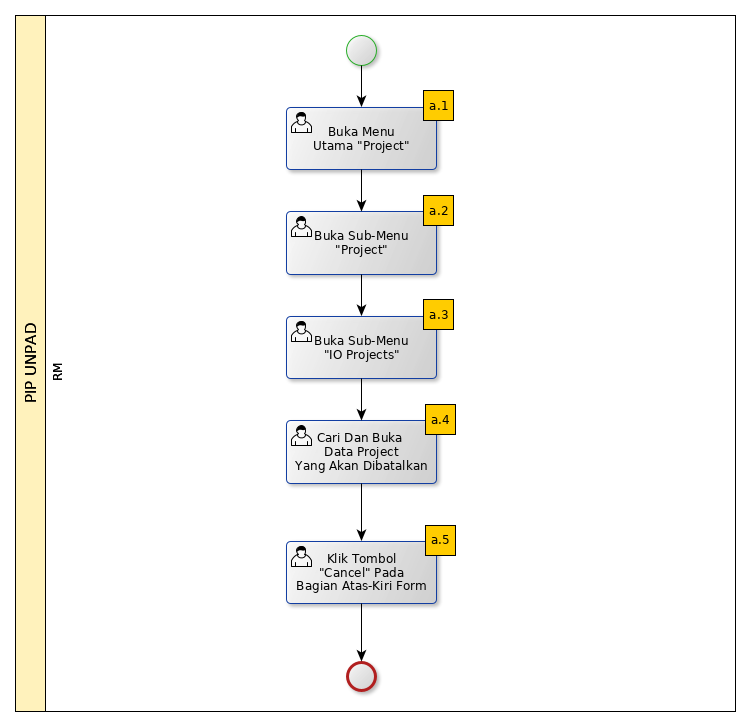 PIP UNPAD
RM
a.1
Buka Menu
Utama "Project"
a.2
Buka Sub-Menu
"Project"
a.3
Buka Sub-Menu
"IO Projects"
a.4
Cari Dan Buka
Data Project
Yang Akan Dibatalkan
a.5
Klik Tombol
"Cancel" Pada
Bagian Atas-Kiri Form